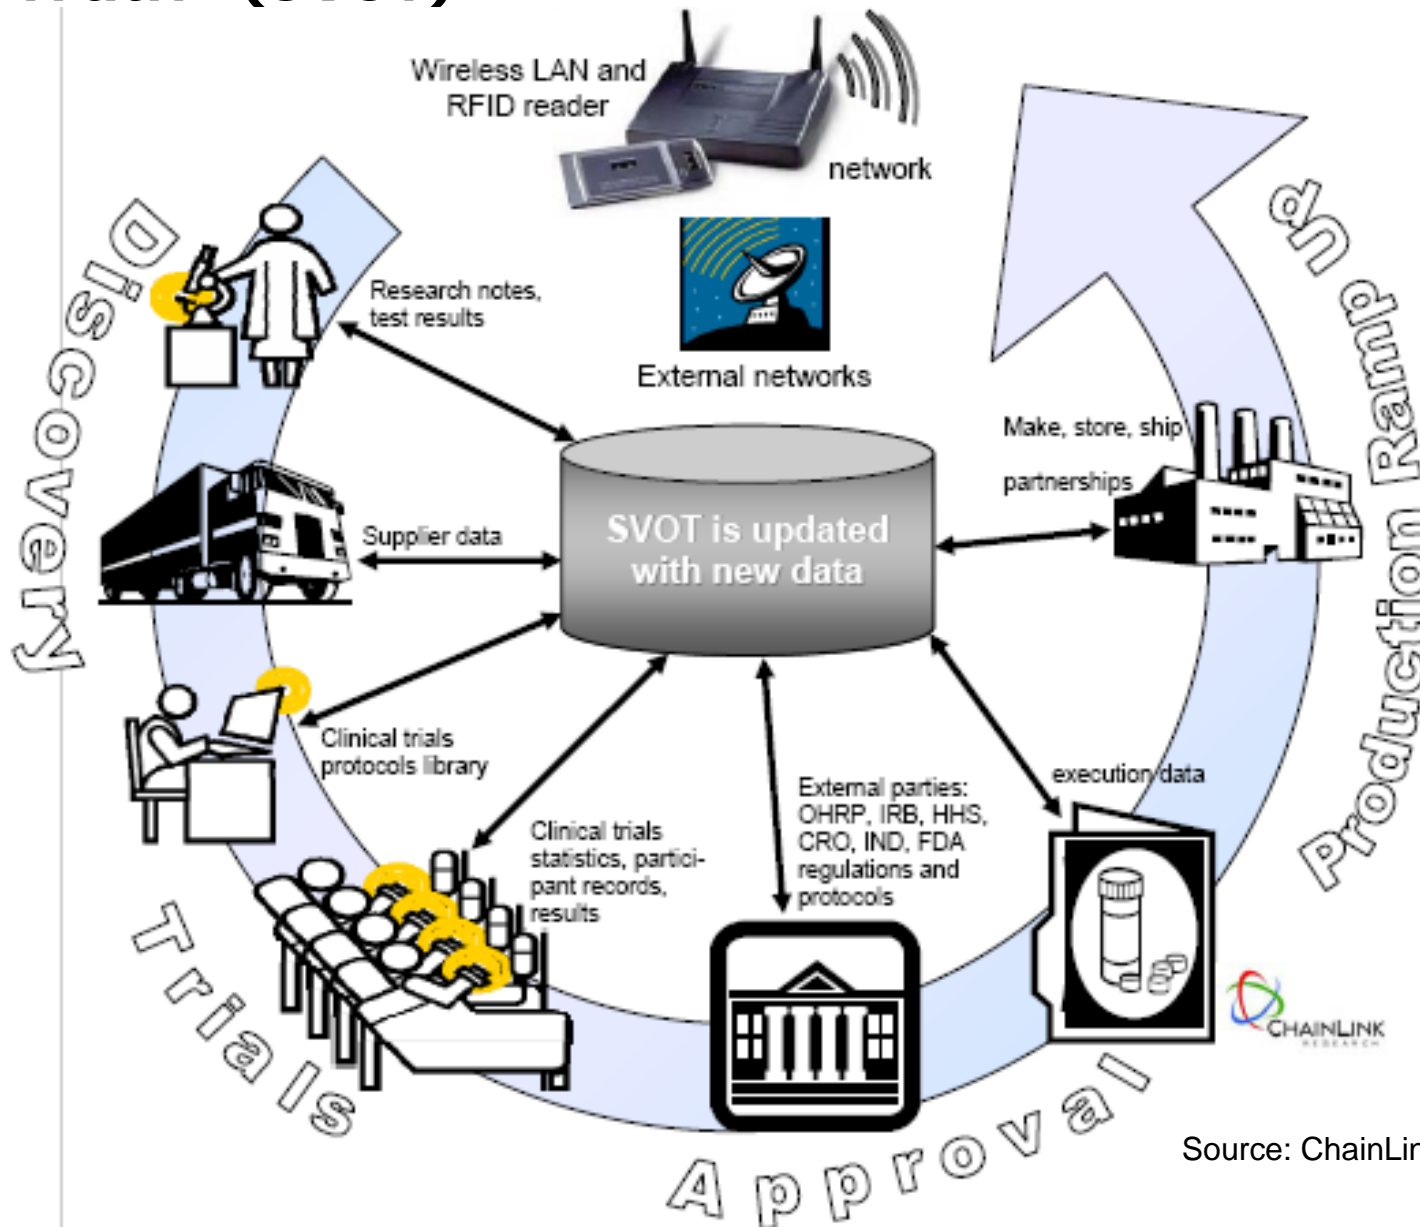 (SVOT)
Wireless LAN and
RFID reader
network
External networks
Discovery
Research notes,
test results
Supplier data
SVOT is updated
with new data
Make, store, ship
partnerships
Production Ramp Up
Clinical trials
protocols library
Clinical trials
statistics, partici-
pant records,
results
External parties:
OHRP, IRB, HHS,
CRO, IND, FDA
regulations and
protocols
execution data
Trials
Approval
CHAINLINK
RESEARCH
Source: ChainLin